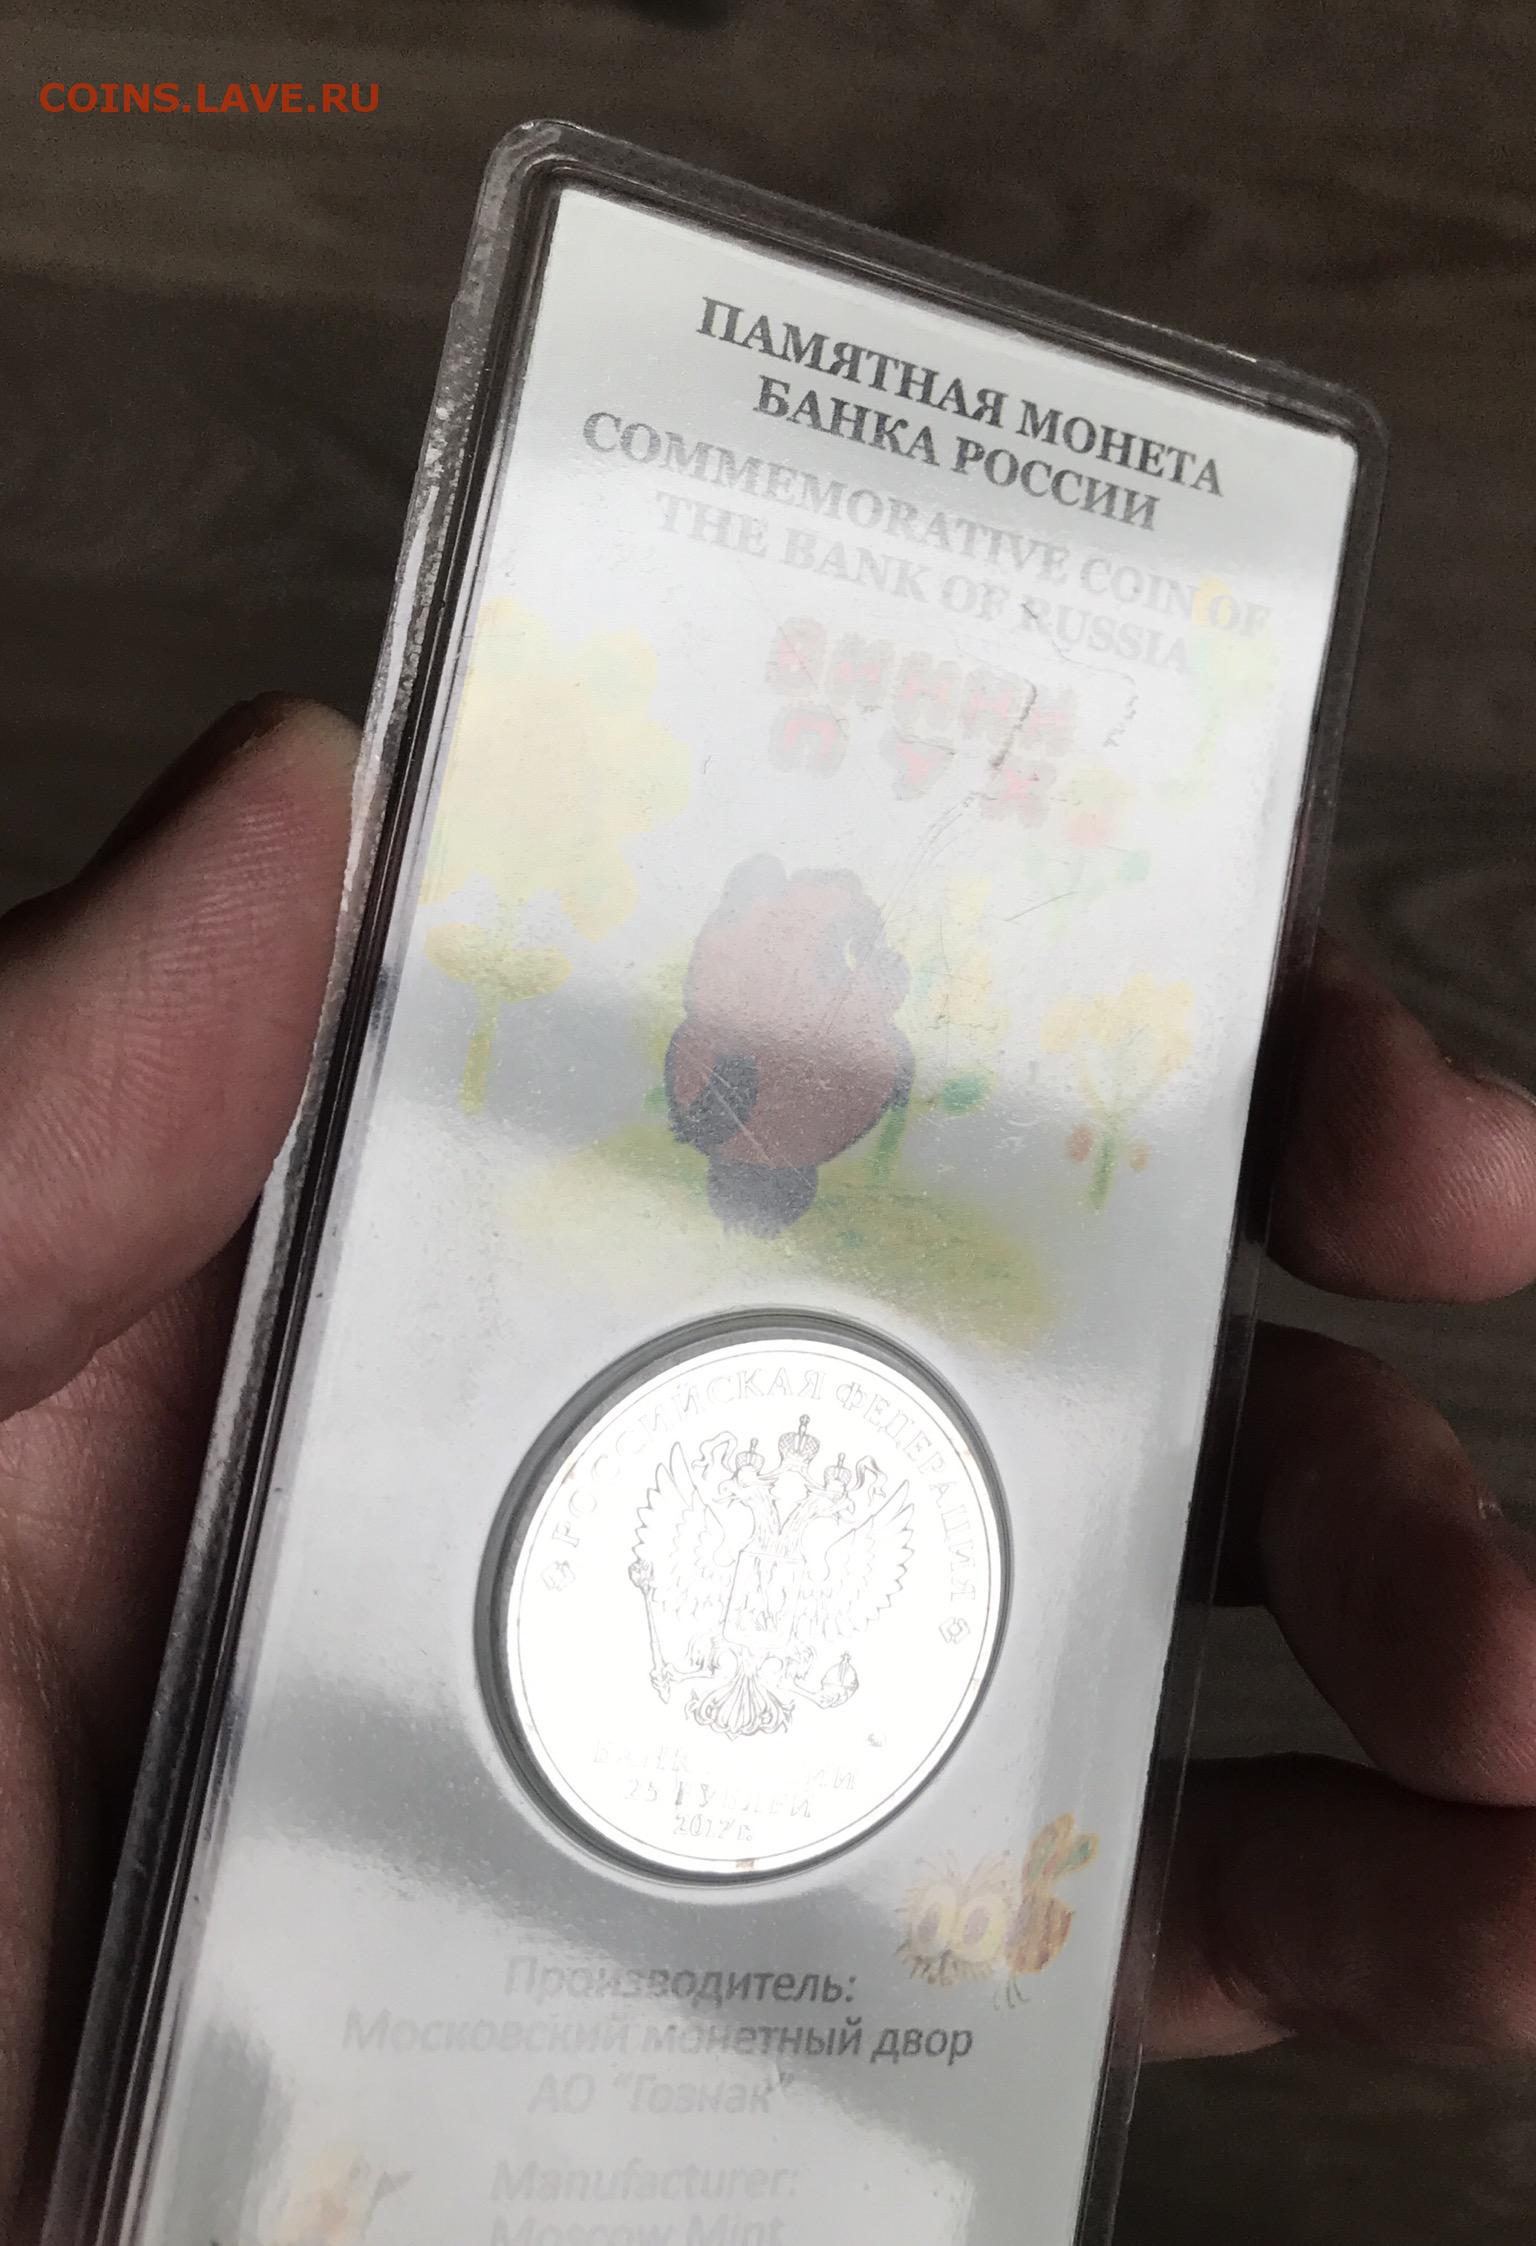 COINS.LAVE.RU
ПАМЯТНАЯ МОНЕТА
БАНКА РОССИИ
COMMEMORATIVE COIN OF
THE BANK OF RUSSIA
ВИННИ
ПУХ
РОССИЙСКАЯ ФЕДЕРАЦИЯ
БАНК
25 РУБЛЕЙ
2017 г.
Производитель:
Московский монетный двор
АО "Гознак"
Manufacturer:
Moscow Mint